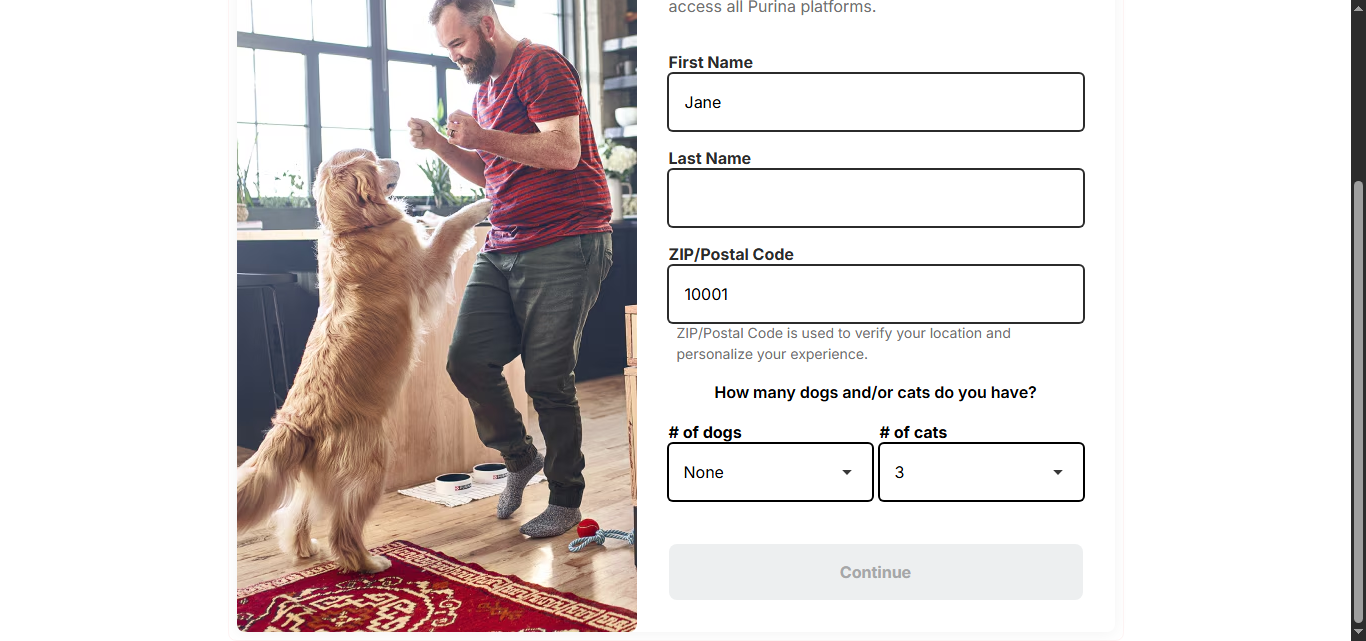 access all Purina platforms.
First Name
Jane
Last Name
ZIP/Postal Code
10001
ZIP/Postal Code is used to verify your location and
personalize your experience.
How many dogs and/or cats do you have?
# of dogs
# of cats
None
3
Continue